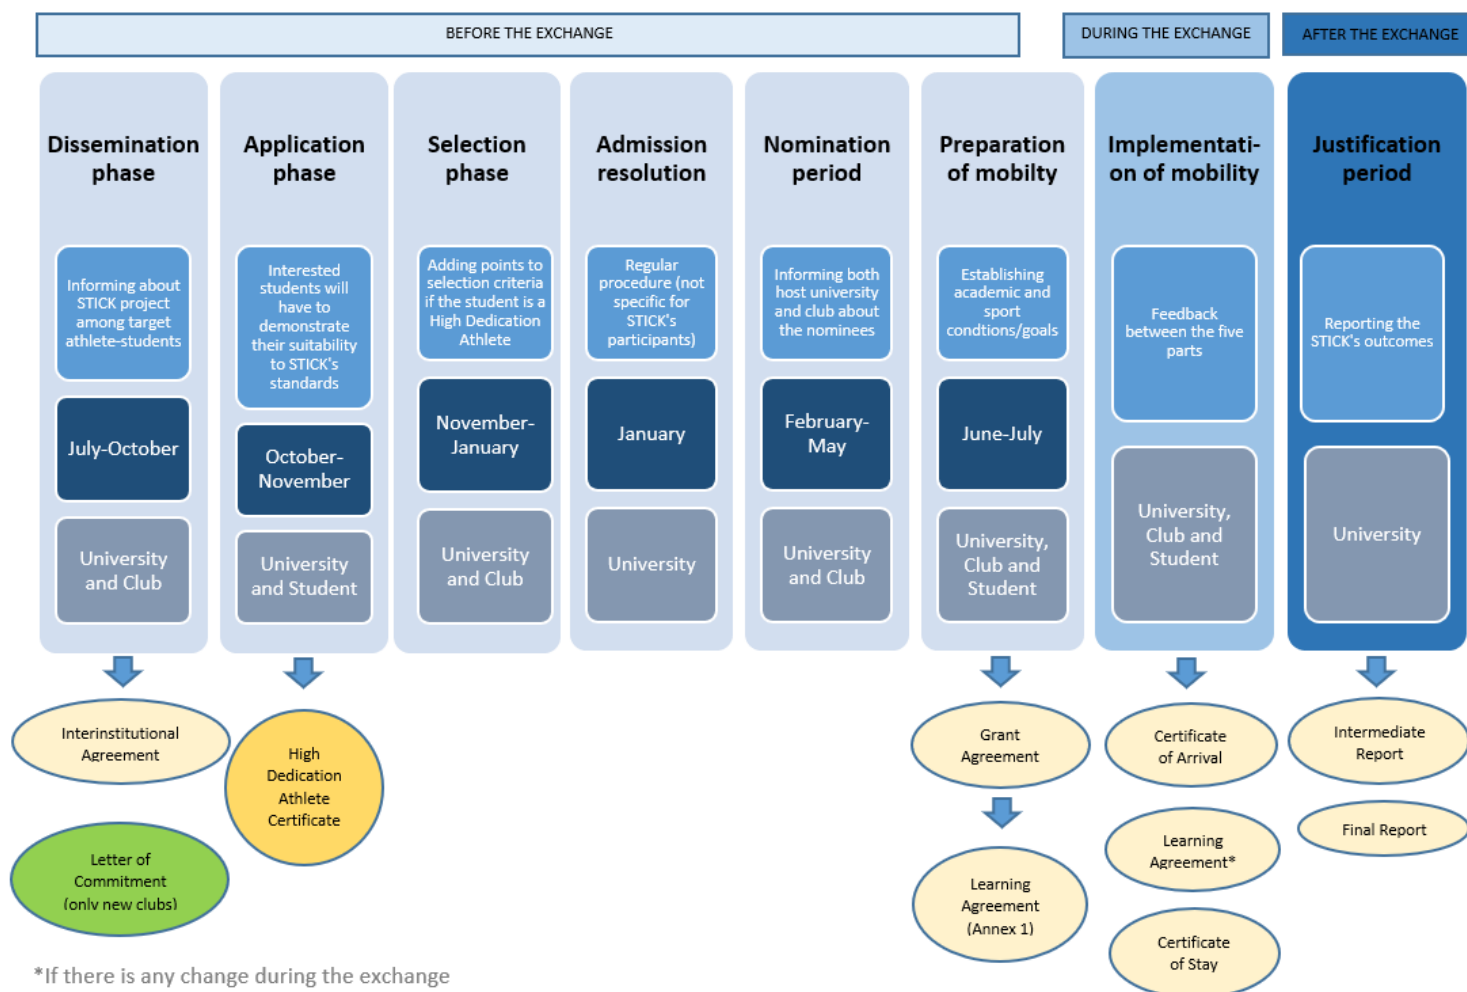 BEFORE THE EXCHANGE
DURING THE EXCHANGE
AFTER THE EXCHANGE
Dissemination
phase
Informing about
STICK project
among target
athlete-students
July-October
University
and Club
Interinstitutional
Agreement
Letter of
Commitment
(only new clubs)
Application
phase
Interested
students will
have to
demonstrate
their suitability
to STICK's
standards
October-
November
University
and Student
High
Dedication
Athlete
Certificate
Selection
phase
Adding points to
selection criteria
if the student is a
High Dedication
Athlete
November-
January
University
and Club
Admission
resolution
Regular
procedure (not
specific for
STICK's
participants)
January
University
Nomination
period
Informing both
host university
and club about
the nominees
February-
May
University
and Club
Preparation
of mobilty
Establishing
academic and
sport
condtions/goals
June-July
University,
Club and
Student
Grant
Agreement
Learning
Agreement
(Annex 1)
Implementati-
on of mobility
Feedback
between the five
parts
University,
Club and
Student
Certificate
of Arrival
Learning
Agreement*
Certificate
of Stay
Justification
period
Reporting the
STICK's outcomes
University
Intermediate
Report
Final Report
*If there is any change during the exchange